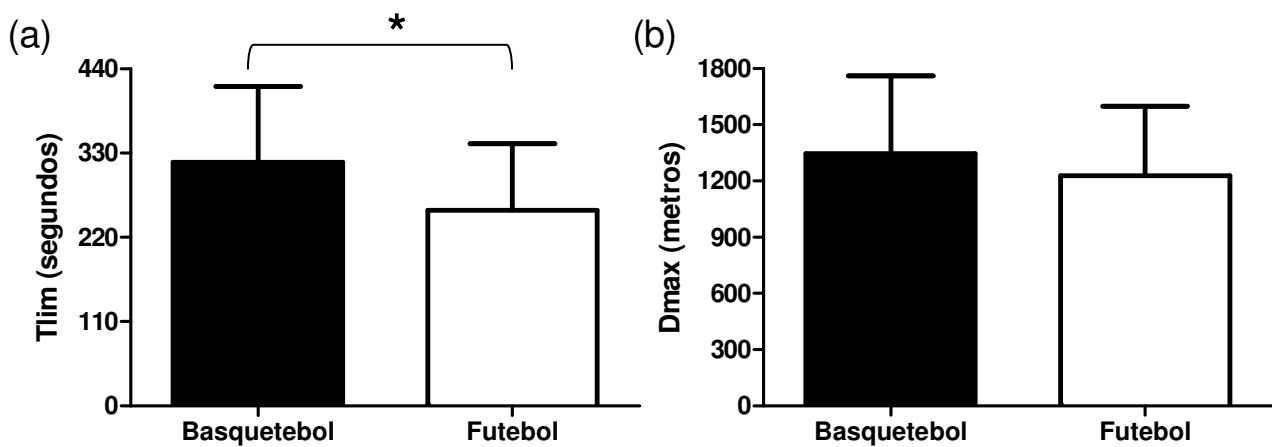 (a)
*
Tlim (segundos)
440
330
220
110
0
Basquetebol Futebol
(b)
Dmax (metros)
1800
1500
1200
900
600
300
0
Basquetebol Futebol